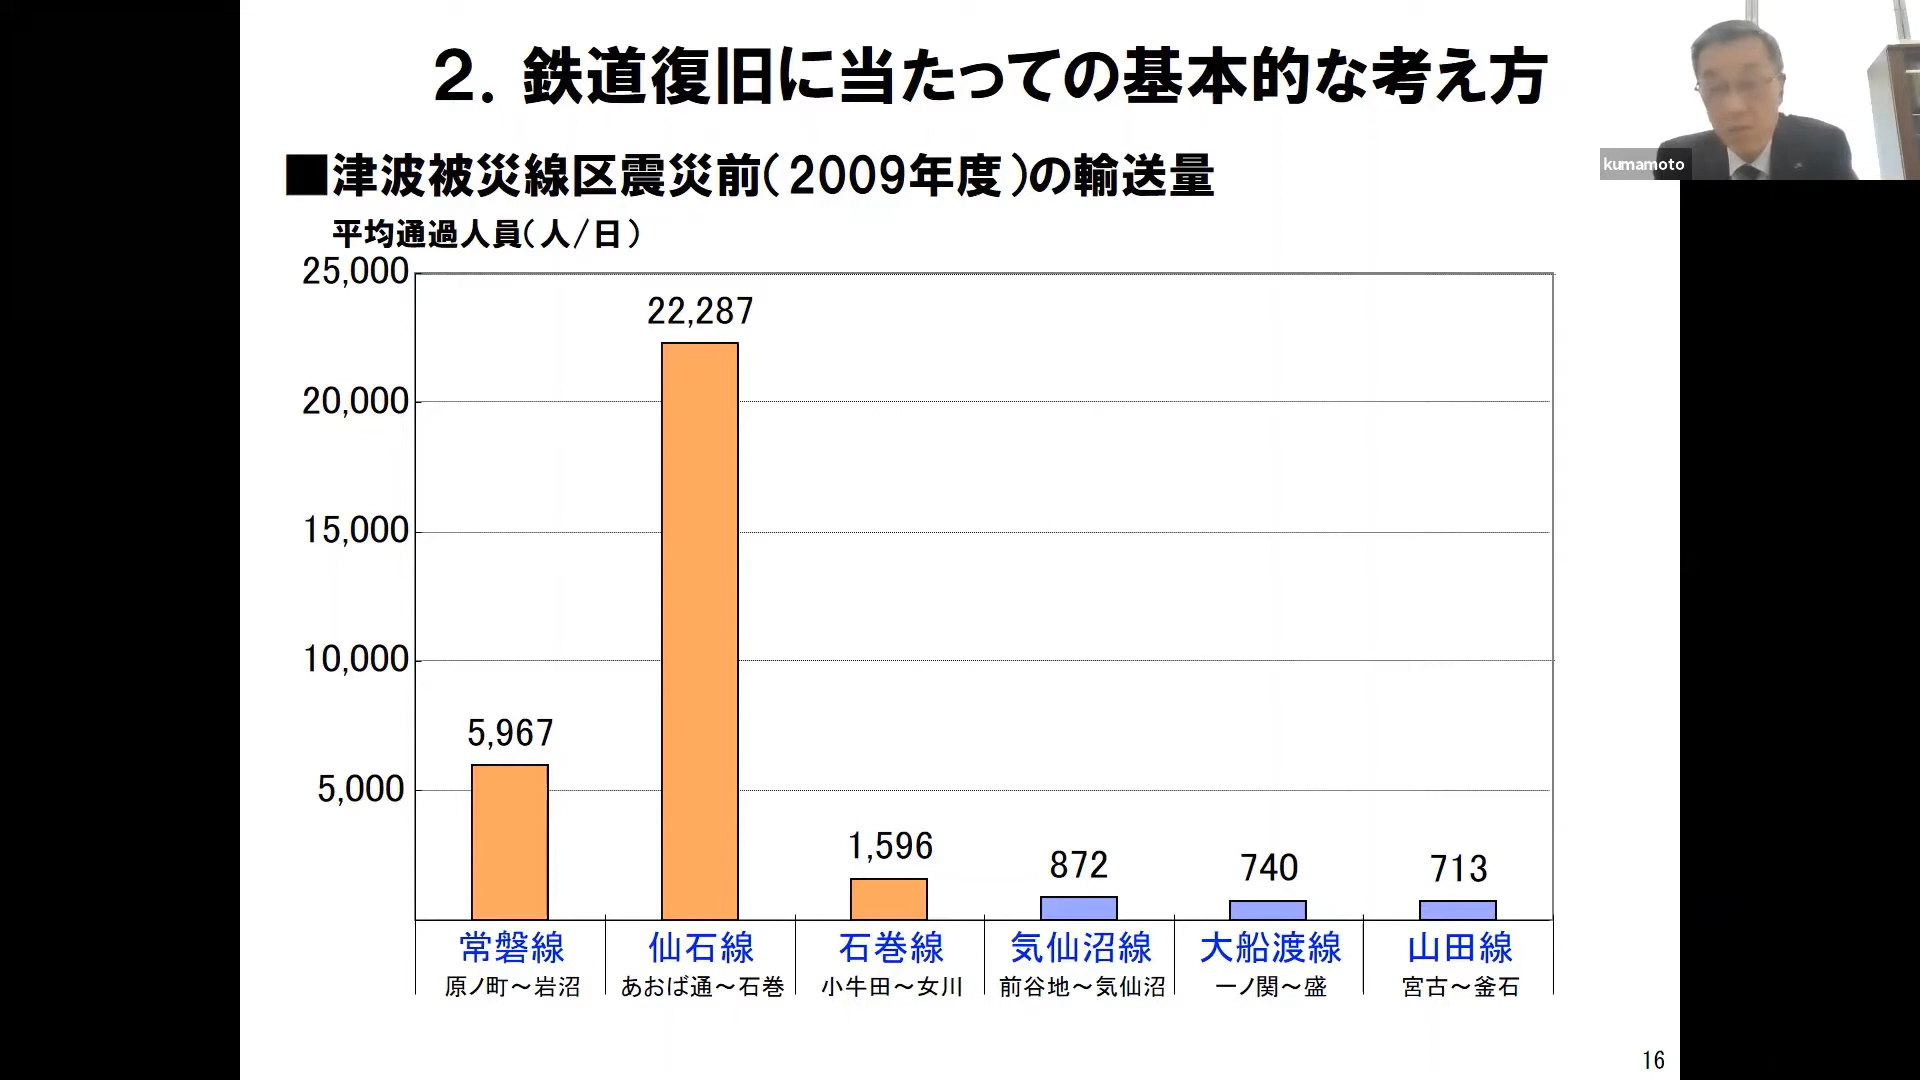 2. 鉄道復旧に当たっての基本的な考え方
kumamoto
■津波被災線区震災前(2009年度)の輸送量
平均通過人員(人/日)
25,000
20,000
15,000
10,000
5,000
5,967
22,287
1,596
872
740
713
常磐線
原ノ町～岩沼
仙石線
あおば通～石巻
石巻線
小牛田～女川
気仙沼線
前谷地～気仙沼
大船渡線
一ノ関～盛
山田線
宮古～釜石
16